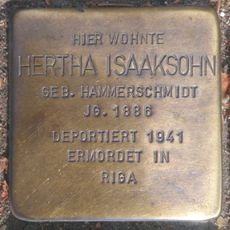 HIER WOHNTE
HERTHA ISAAKSOHN
GEB. HAMMERSCHMIDT
JG. 1886
DEPORTIERT 1941
ERMORDET IN
RIGA